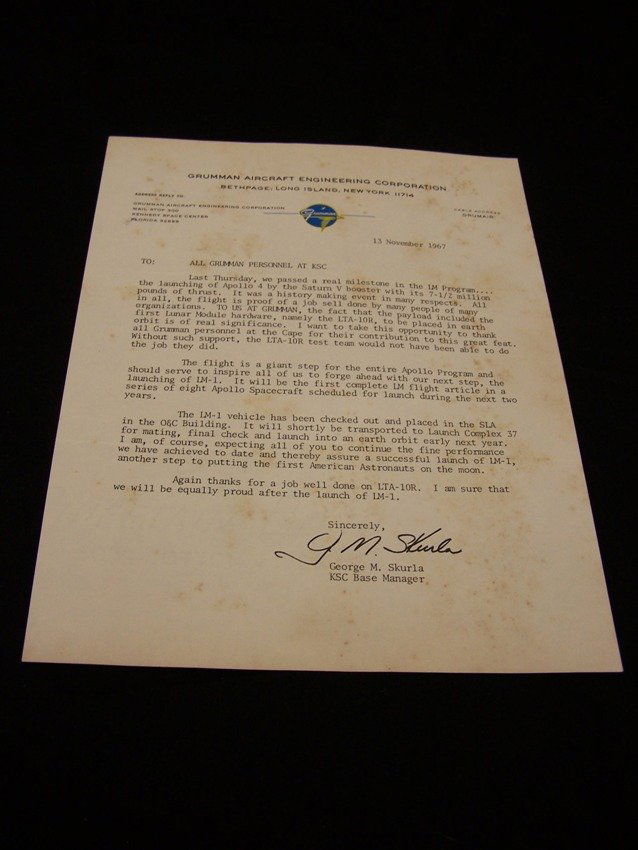 GRUMMAN AIRCRAFT ENGINEERING CORPORATION
BETHPAGE, LONG ISLAND, NEW YORK 11714
ADDRESS REPLY TO:
GRUMMAN AIRCRAFT ENGINEERING CORPORATION
MAIL STOP 300
KENNEDY SPACE CENTER
FLORIDA 32899
Grumman
CABLE ADDRESS
GRUMAIR
13 November 1967
TO: ALL GRUMMAN PERSONNEL AT KSC
Last Thursday, we passed a real milestone in the LM Program....
the launching of Apollo 4 by the Saturn V booster with its 7-1/2 million
pounds of thrust. It was a history making event in many respects. All
in all, the flight is proof of a job sell done by many people of many
organizations. TO US AT GRUMMAN, the fact that the payload included the
first Lunar Module hardware, namely the LTA-10R, to be placed in earth
orbit is of real significance. I want to take this opportunity to thank
all Grumman personnel at the Cape for their contribution to this great feat.
Without such support, the LTA-10R test team would not have been able to do
the job they did.
The flight is a giant step for the entire Apollo Program and
should serve to inspire all of us to forge ahead with our next step, the
launching of LM-1. It will be the first complete LM flight article in a
series of eight Apollo Spacecraft scheduled for launch during the next two
years.
The LM-1 vehicle has been checked out and placed in the SLA
in the O&C Building. It will shortly be transported to Launch Complex 37
for mating, final check and launch into an earth orbit early next year.
I am, of course, expecting all of you to continue the fine performance
we have achieved to date and thereby assure a successful launch of LM-1,
another step to putting the first American Astronauts on the moon.
Again thanks for a job well done on LTA-10R. I am sure that
we will be equally proud after the launch of LM-1.
Sincerely,
G M. Skurla
George M. Skurla
KSC Base Manager